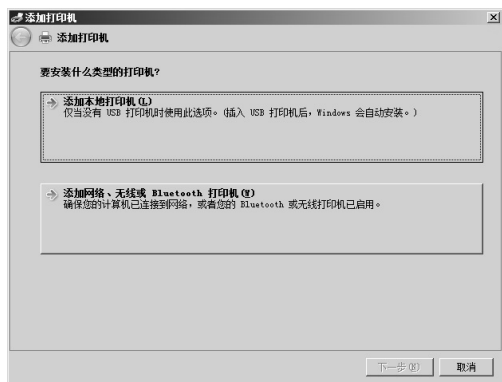 添加打印机
添加打印机
要安装什么类型的打印机?
添加本地打印机(L)
仅当没有 USB 打印机时使用此选项。(插入 USB 打印机后，Windows 会自动安装。)
添加网络、无线或 Bluetooth 打印机(W)
确保您的计算机已连接到网络，或者您的 Bluetooth 或无线打印机已启用。
下一步(N)
取消